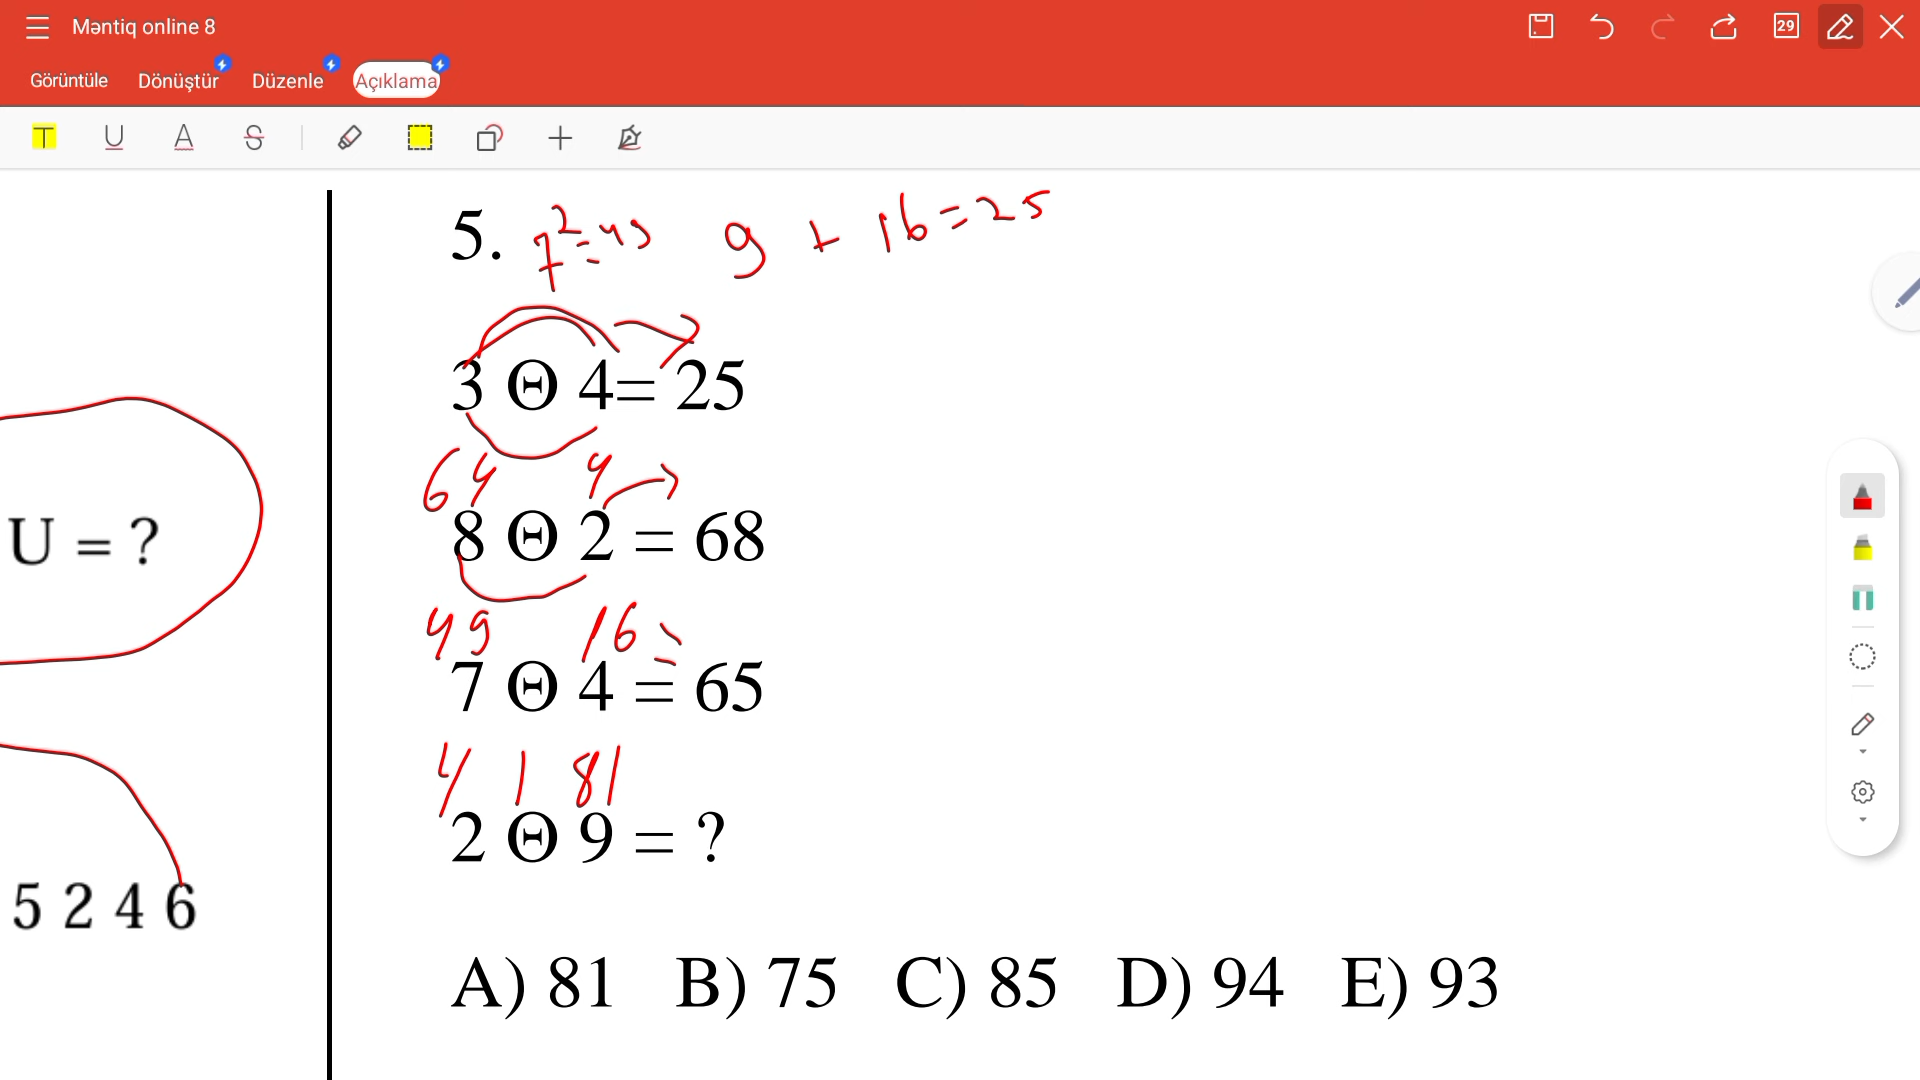 Məntiq online 8
29
Görüntüle Dönüştür Düzenle Açıklama
T U A S
5. 7²=49 9 + 16=25
3 Θ 4= 25
64 4
8 Θ 2 = 68
49 16=
7 Θ 4 = 65
4 1 81
2 Θ 9 = ?
A) 81 B) 75 C) 85 D) 94 E) 93
U = ?
5 2 4 6